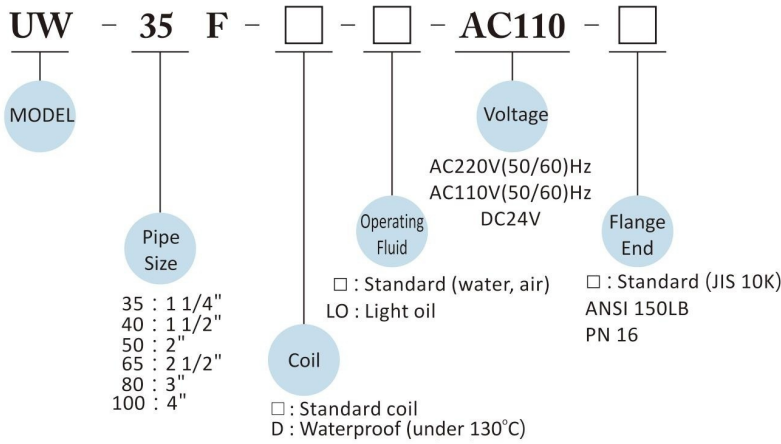 UW - 35 F - □ - □ - AC110 - □
MODEL
Voltage
AC220V(50/60)Hz
AC110V(50/60)Hz
DC24V
Operating
Fluid
□ : Standard (water, air)
LO : Light oil
Flange
End
□ : Standard (JIS 10K)
ANSI 150LB
PN 16
Pipe
Size
35 : 1 1/4"
40 : 1 1/2"
50 : 2"
65 : 2 1/2"
80 : 3"
100 : 4"
Coil
□ : Standard coil
D : Waterproof (under 130°C)